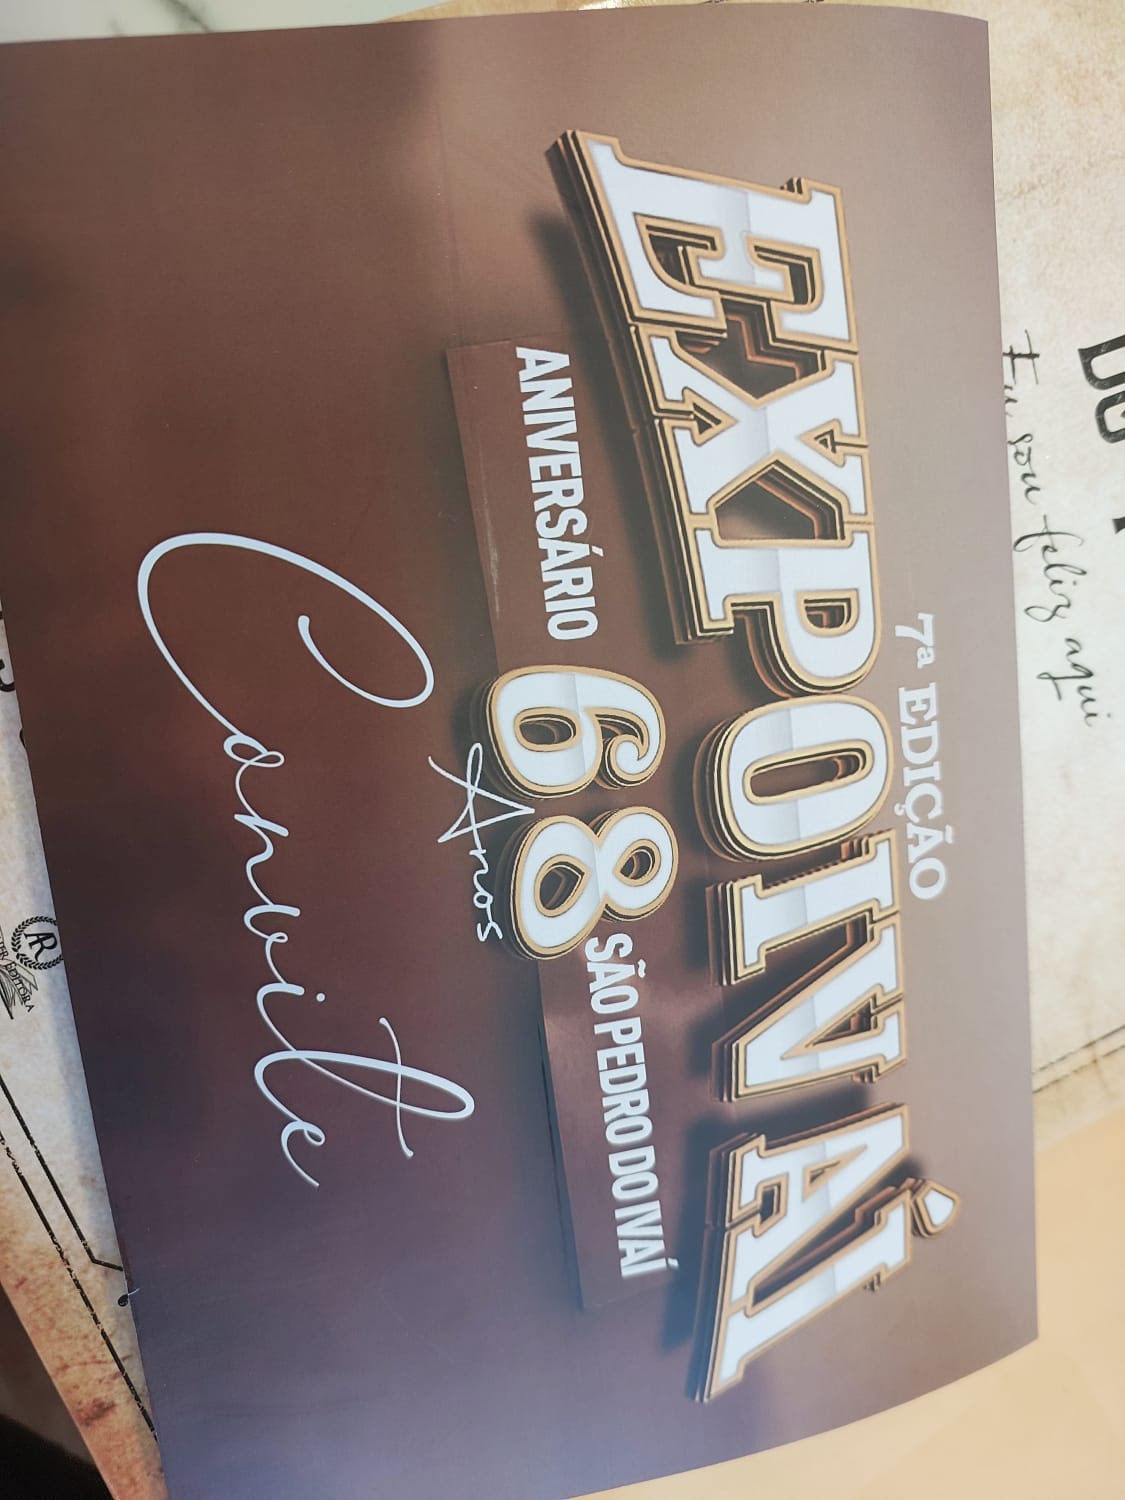 7ª EDIÇÃO
EXPOIVAÍ
ANIVERSÁRIO 68 SÃO PEDRO DO IVAÍ
Anos
Convite
Eu sou feliz aqui